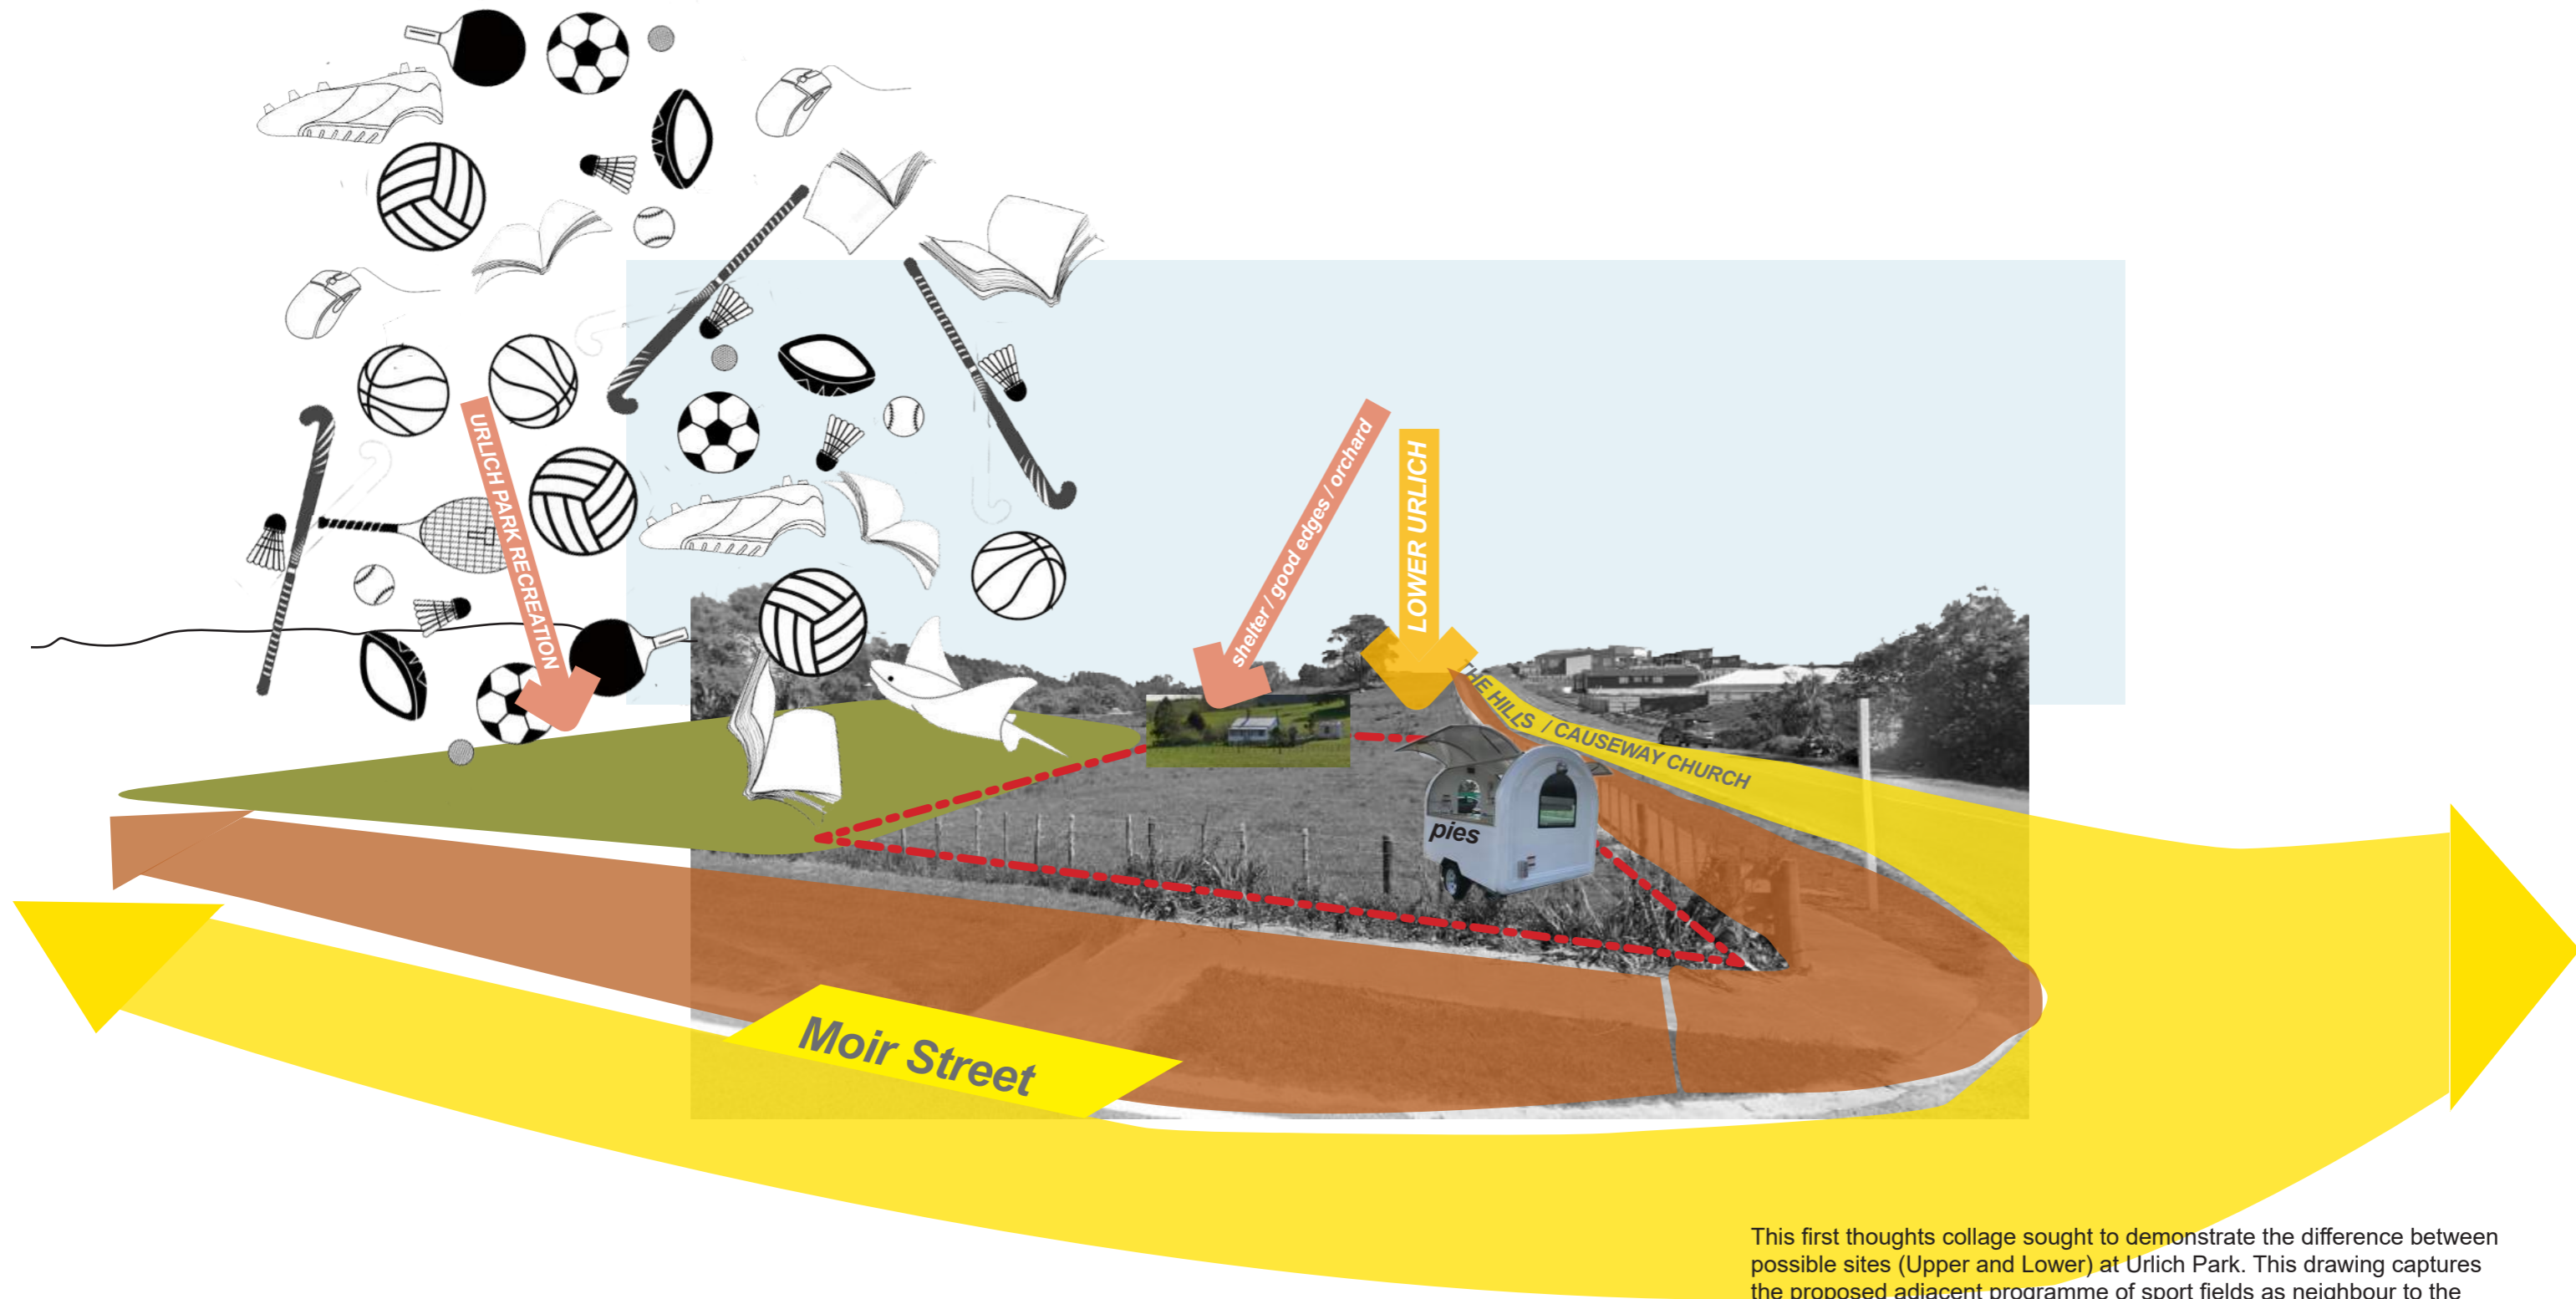 URLICH PARK RECREATION
shelter / good edges / orchard
LOWER URLICH
THE HILLS / CAUSEWAY CHURCH
pies
Moir Street
This first thoughts collage sought to demonstrate the difference between
possible sites (Upper and Lower) at Urlich Park. This drawing captures
the proposed adjacent programme of sport fields as neighbour to the